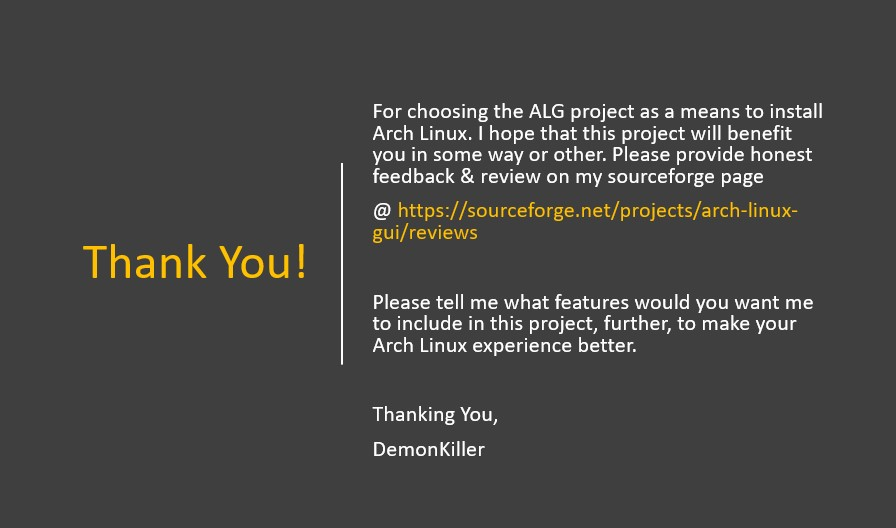 Thank You!
For choosing the ALG project as a means to install
Arch Linux. I hope that this project will benefit
you in some way or other. Please provide honest
feedback & review on my sourceforge page
@ https://sourceforge.net/projects/arch-linux-
gui/reviews
Please tell me what features would you want me
to include in this project, further, to make your
Arch Linux experience better.
Thanking You,
DemonKiller